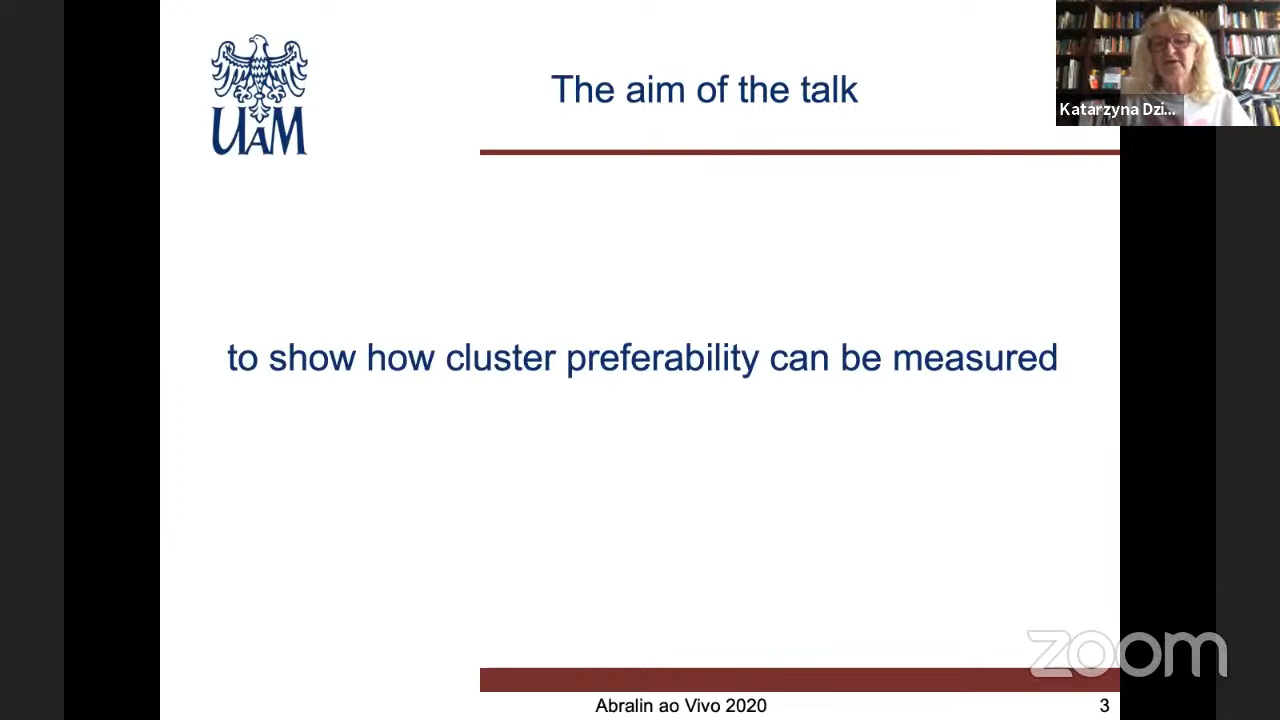 UAM
The aim of the talk
Katarzyna Dzi...
to show how cluster preferability can be measured
zoom
Abralin ao Vivo 2020
3